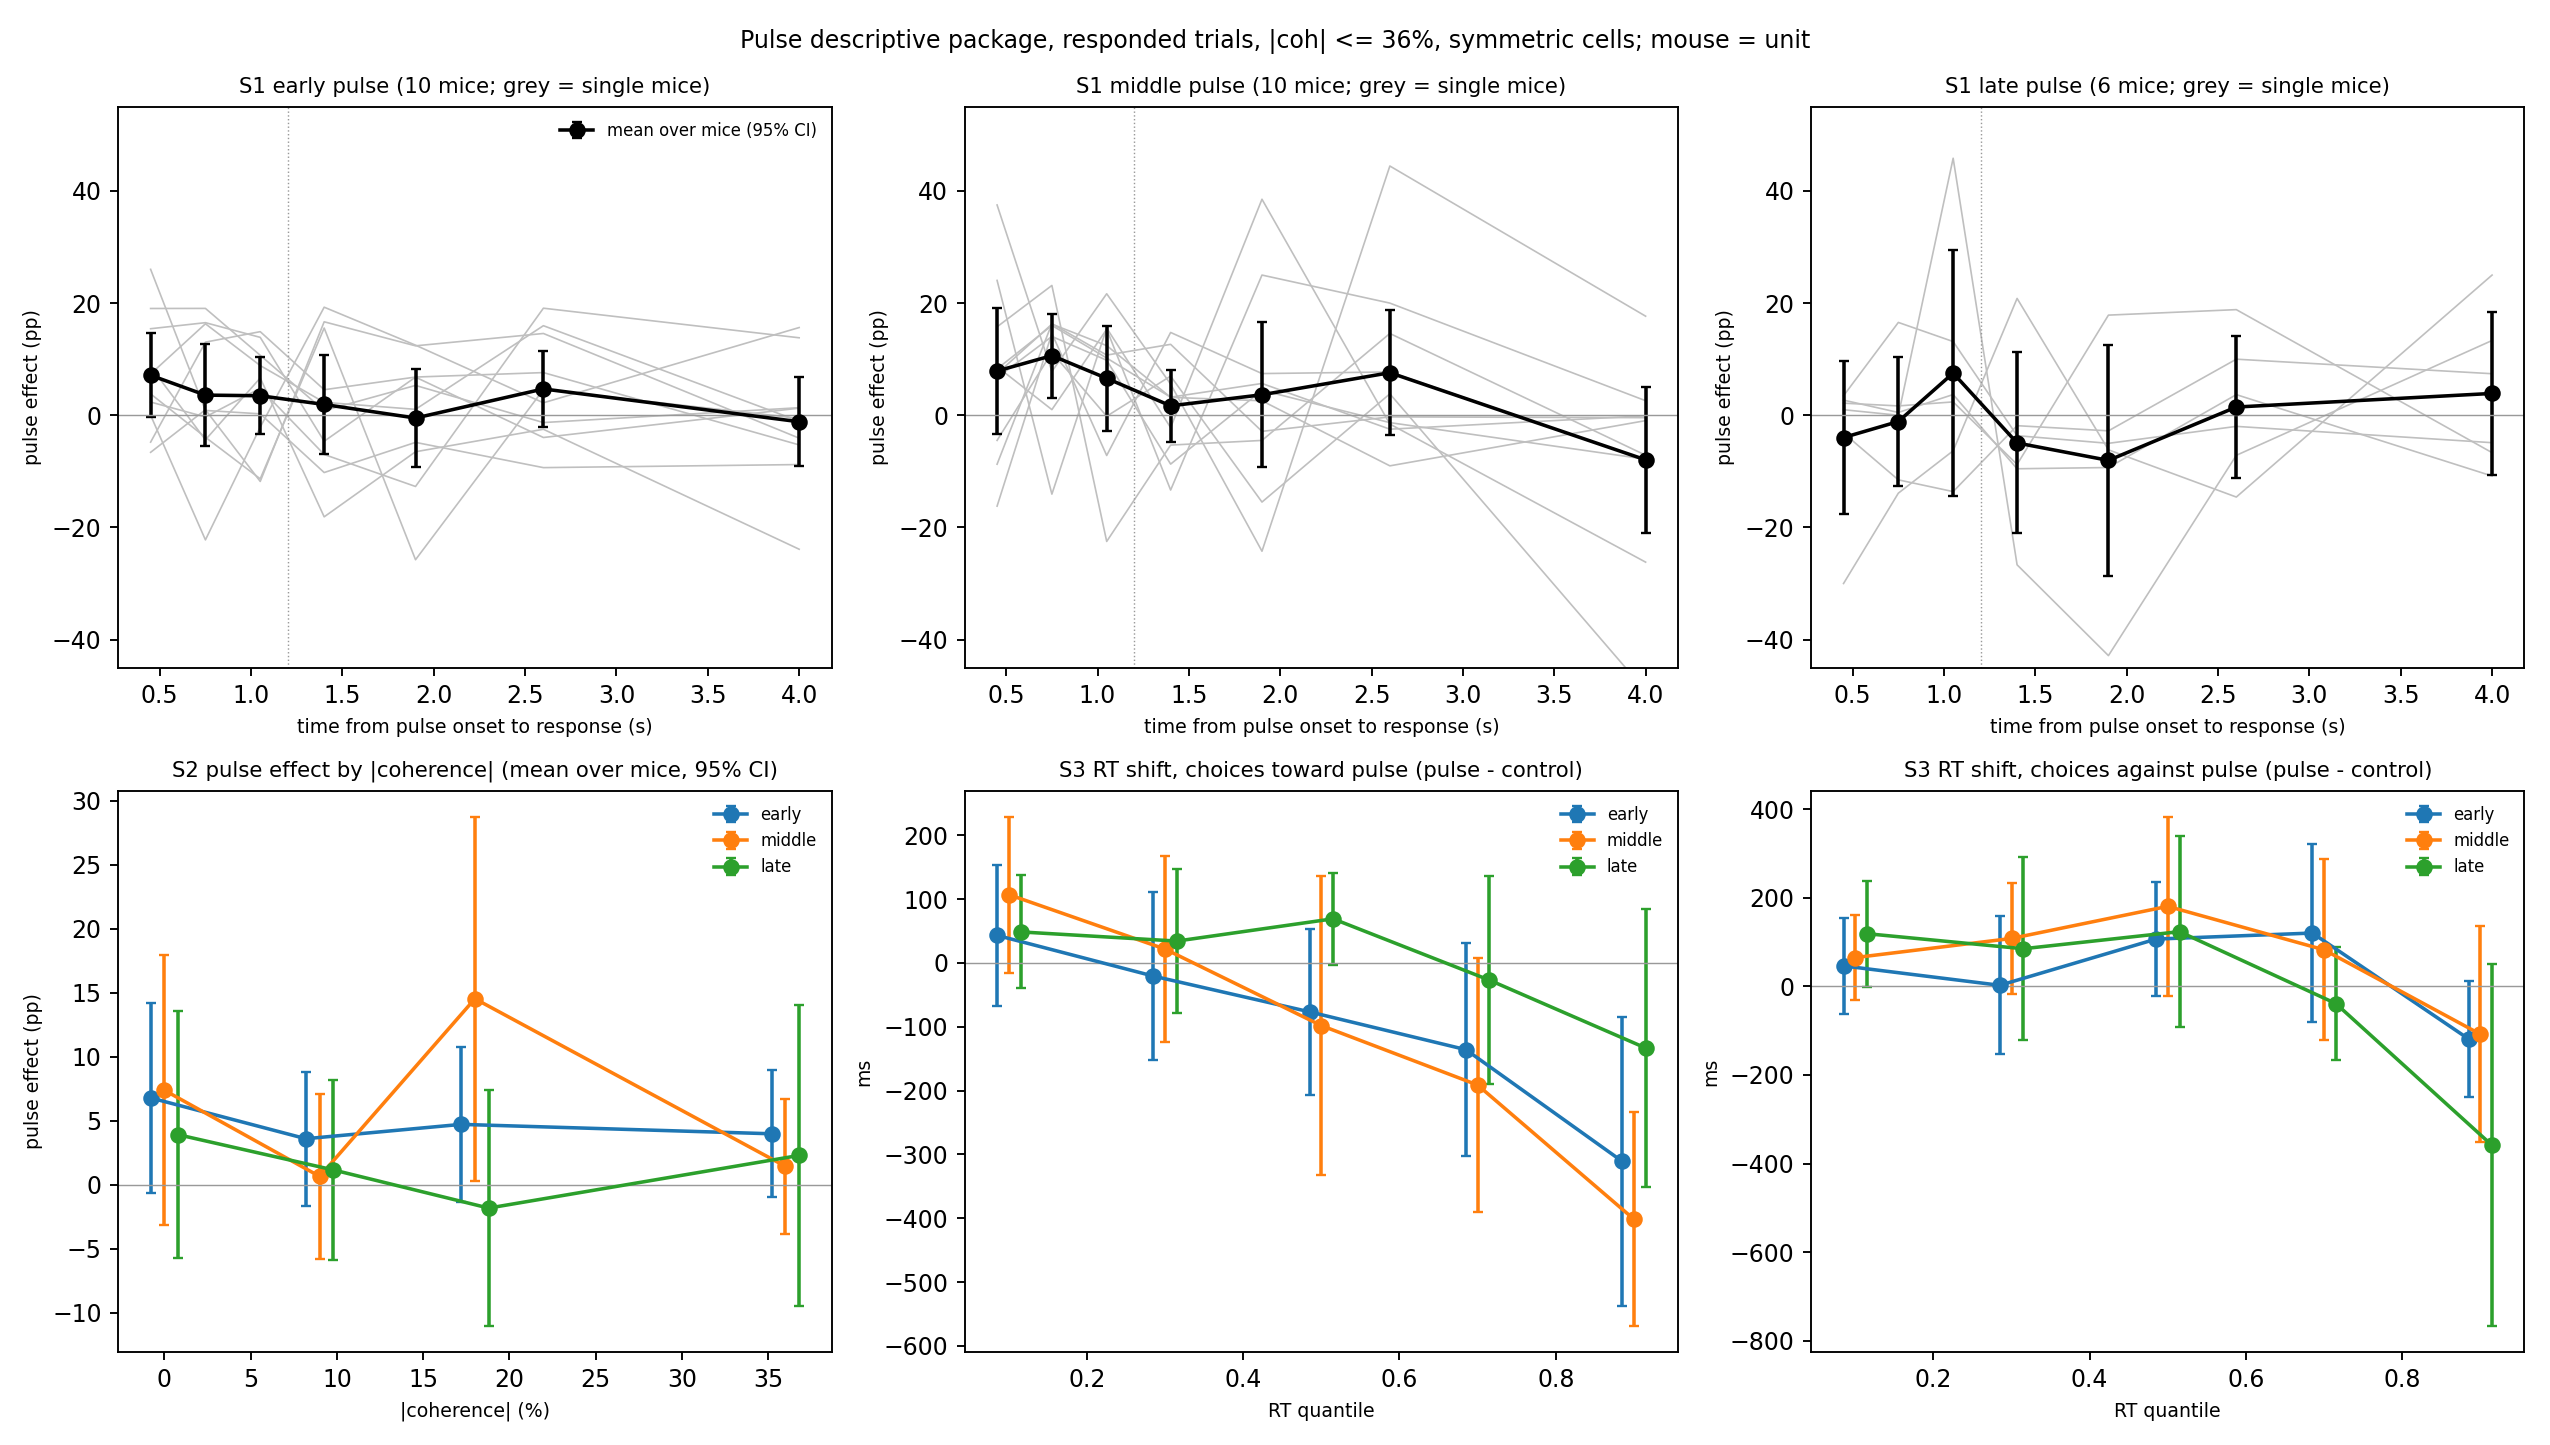 Pulse descriptive package, responded trials, |coh| <= 36%, symmetric cells; mouse = unit
S1 early pulse (10 mice; grey = single mice)
mean over mice (95% CI)
pulse effect (pp)
40
20
0
−20
−40
0.5 1.0 1.5 2.0 2.5 3.0 3.5 4.0
time from pulse onset to response (s)
S1 middle pulse (10 mice; grey = single mice)
pulse effect (pp)
40
20
0
−20
−40
0.5 1.0 1.5 2.0 2.5 3.0 3.5 4.0
time from pulse onset to response (s)
S1 late pulse (6 mice; grey = single mice)
pulse effect (pp)
40
20
0
−20
−40
0.5 1.0 1.5 2.0 2.5 3.0 3.5 4.0
time from pulse onset to response (s)
S2 pulse effect by |coherence| (mean over mice, 95% CI)
early
middle
late
pulse effect (pp)
30
25
20
15
10
5
0
−5
−10
0 5 10 15 20 25 30 35
|coherence| (%)
S3 RT shift, choices toward pulse (pulse - control)
early
middle
late
ms
200
100
0
−100
−200
−300
−400
−500
−600
0.2 0.4 0.6 0.8
RT quantile
S3 RT shift, choices against pulse (pulse - control)
early
middle
late
ms
400
200
0
−200
−400
−600
−800
0.2 0.4 0.6 0.8
RT quantile